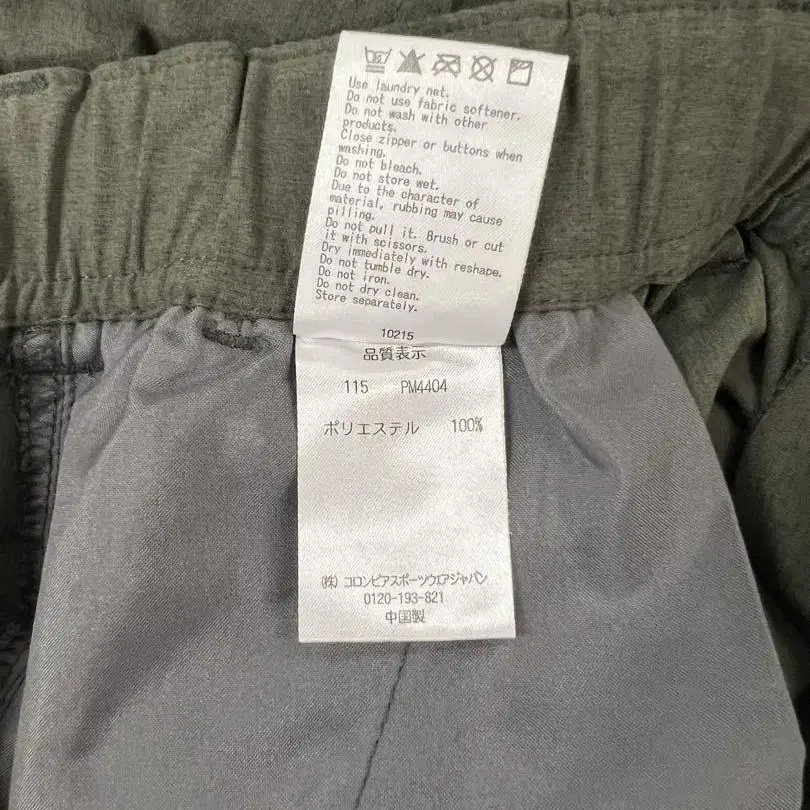 Use laundry net.
Do not use fabric softener.
Do not wash with other
products.
Close zipper or buttons when
washing.
Do not bleach.
Do not store wet.
Due to the character of
material, rubbing may cause
pilling.
Do not pull it. Brush or cut
it with scissors.
Dry immediately with reshape.
Do not tumble dry.
Do not iron.
Do not dry clean.
Store separately.
10215
品質表示
115 PM4404
ポリエステル 100%
(株) コロンビアスポーツウェアジャパン
0120-193-821
中国製